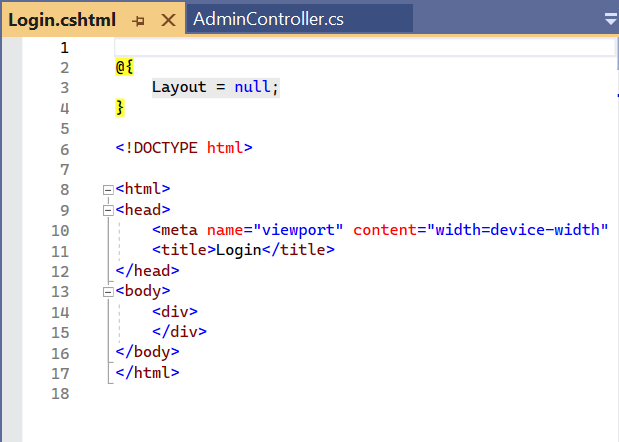 Login.cshtml AdminController.cs
1
2 @{
3 Layout = null;
4 }
5
6 <!DOCTYPE html>
7
8 <html>
9 <head>
10 <meta name="viewport" content="width=device-width"
11 <title>Login</title>
12 </head>
13 <body>
14 <div>
15 </div>
16 </body>
17 </html>
18